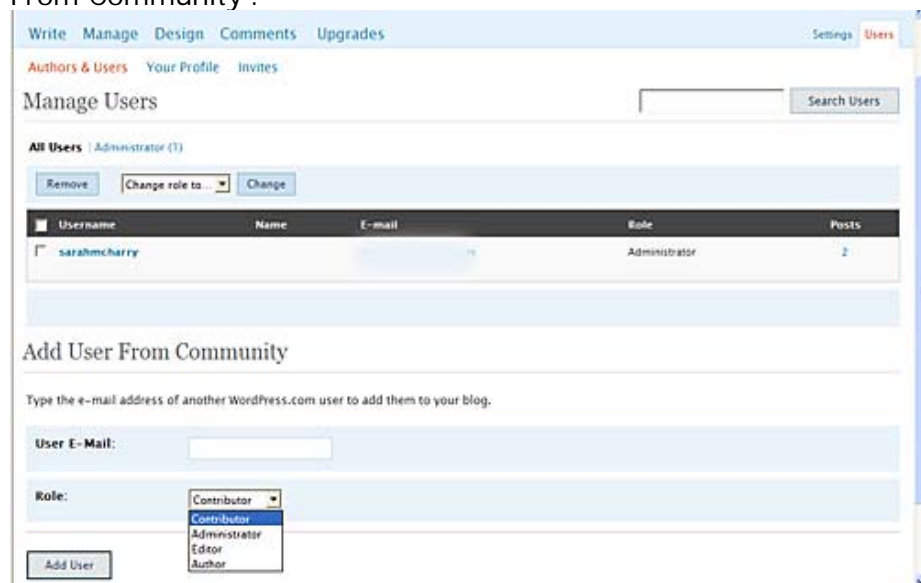 From Community'.
Write Manage Design Comments Upgrades Settings Users
Authors & Users Your Profile Invites
Manage Users Search Users
All Users | Administrator (1)
Remove Change role to... Change
Username Name E-mail Role Posts
sarahmcharry Administrator 2
Add User From Community
Type the e-mail address of another WordPress.com user to add them to your blog.
User E-Mail:
Role: Contributor
Contributor
Administrator
Editor
Author
Add User